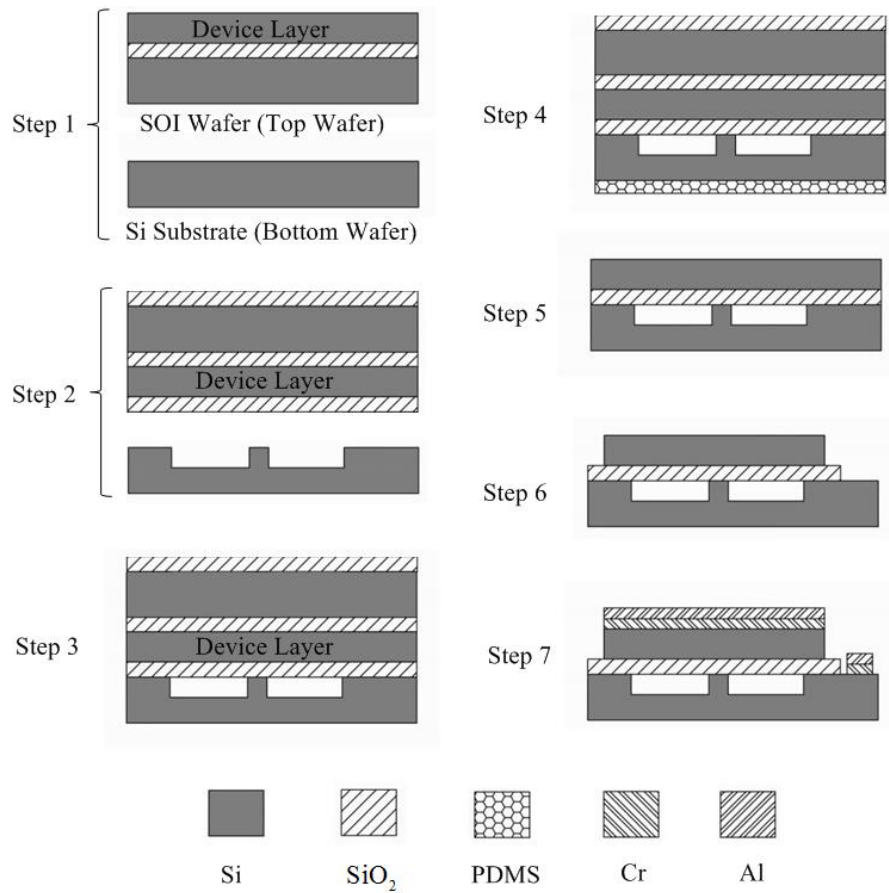 Step 1
Device Layer
SOI Wafer (Top Wafer)
Si Substrate (Bottom Wafer)
Step 2
Device Layer
Step 3
Device Layer
Step 4
Step 5
Step 6
Step 7
Si
SiO₂
PDMS
Cr
Al